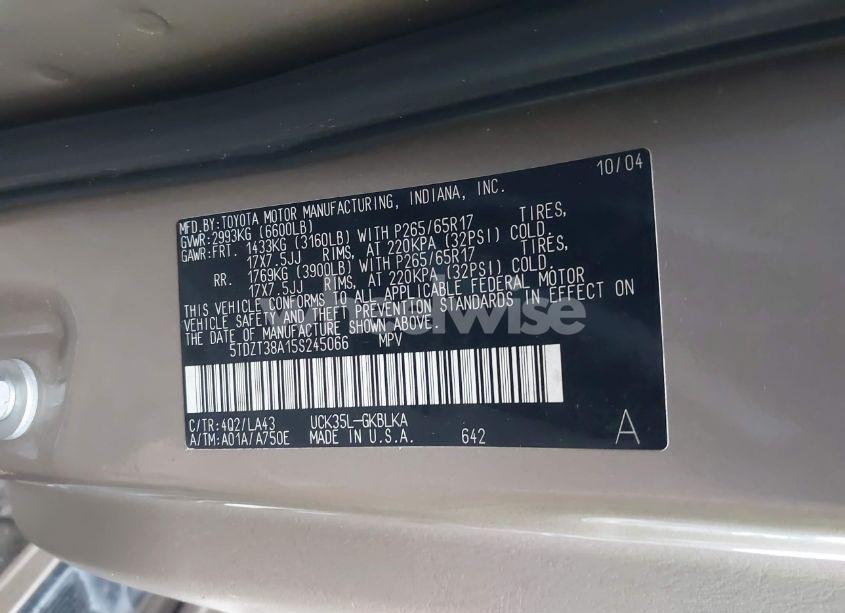 10/04
MFD.BY:TOYOTA MOTOR MANUFACTURING, INDIANA, INC.
GVWR:2993KG (6600LB)
GAWR:FRT. 1433KG (3160LB) WITH P265/65R17 TIRES,
17X7.5JJ RIMS, AT 220KPA (32PSI) COLD.
RR. 1769KG (3900LB) WITH P265/65R17 TIRES,
17X7.5JJ RIMS, AT 220KPA (32PSI) COLD.
THIS VEHICLE CONFORMS TO ALL APPLICABLE FEDERAL MOTOR
VEHICLE SAFETY AND THEFT PREVENTION STANDARDS IN EFFECT ON
THE DATE OF MANUFACTURE SHOWN ABOVE.
5TDZT38A15S245066 MPV
wheelwise
C/TR:4Q2/LA43 UCK35L-GKBLKA
A/TM:A01A/A750E MADE IN U.S.A. 642 A